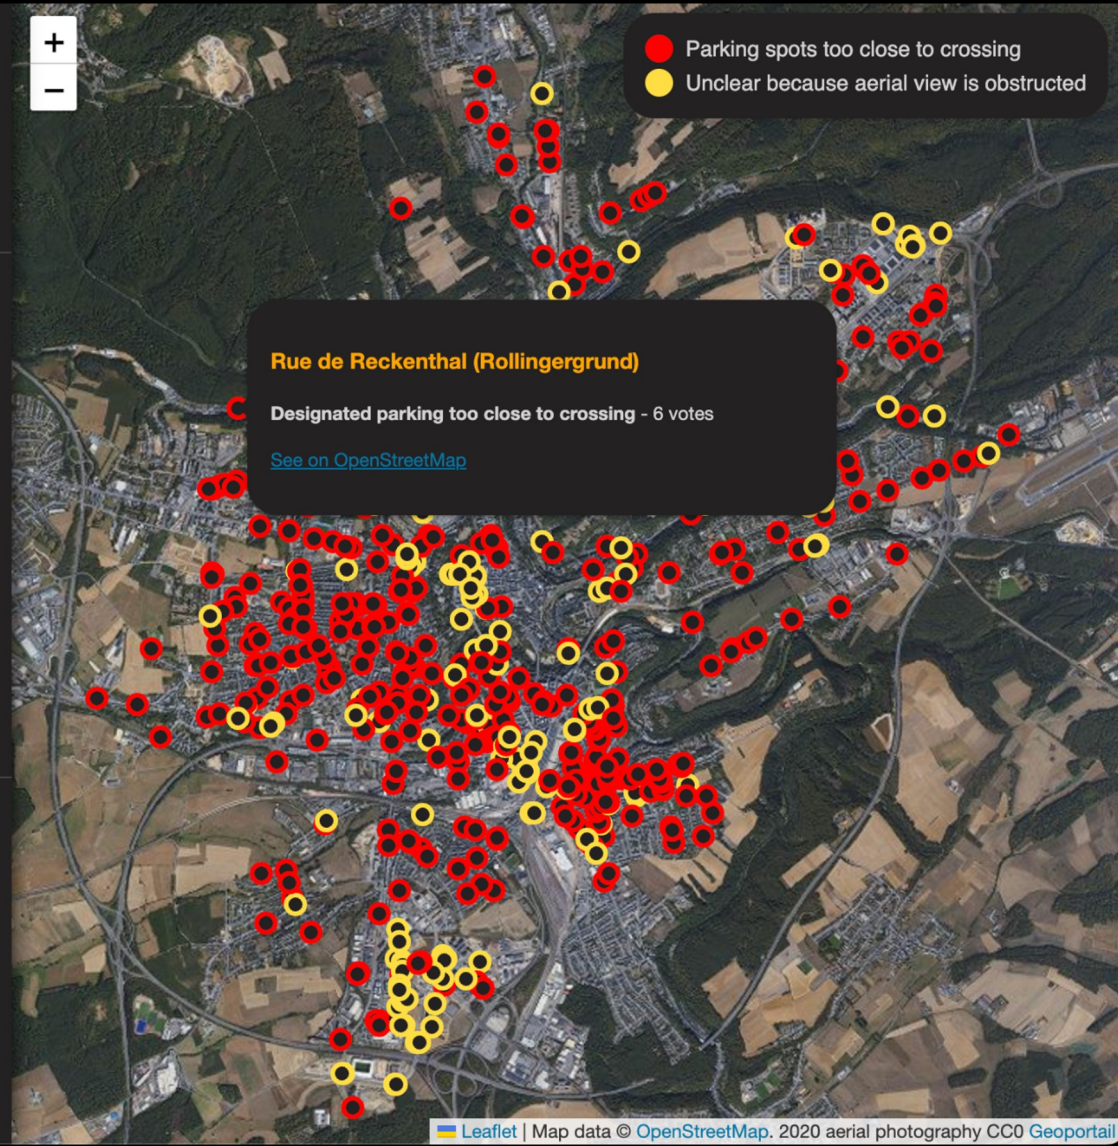 +
−
Parking spots too close to crossing
Unclear because aerial view is obstructed
Rue de Reckenthal (Rollingergrund)
Designated parking too close to crossing - 6 votes
See on OpenStreetMap
Leaflet | Map data © OpenStreetMap. 2020 aerial photography CC0 Geoportail